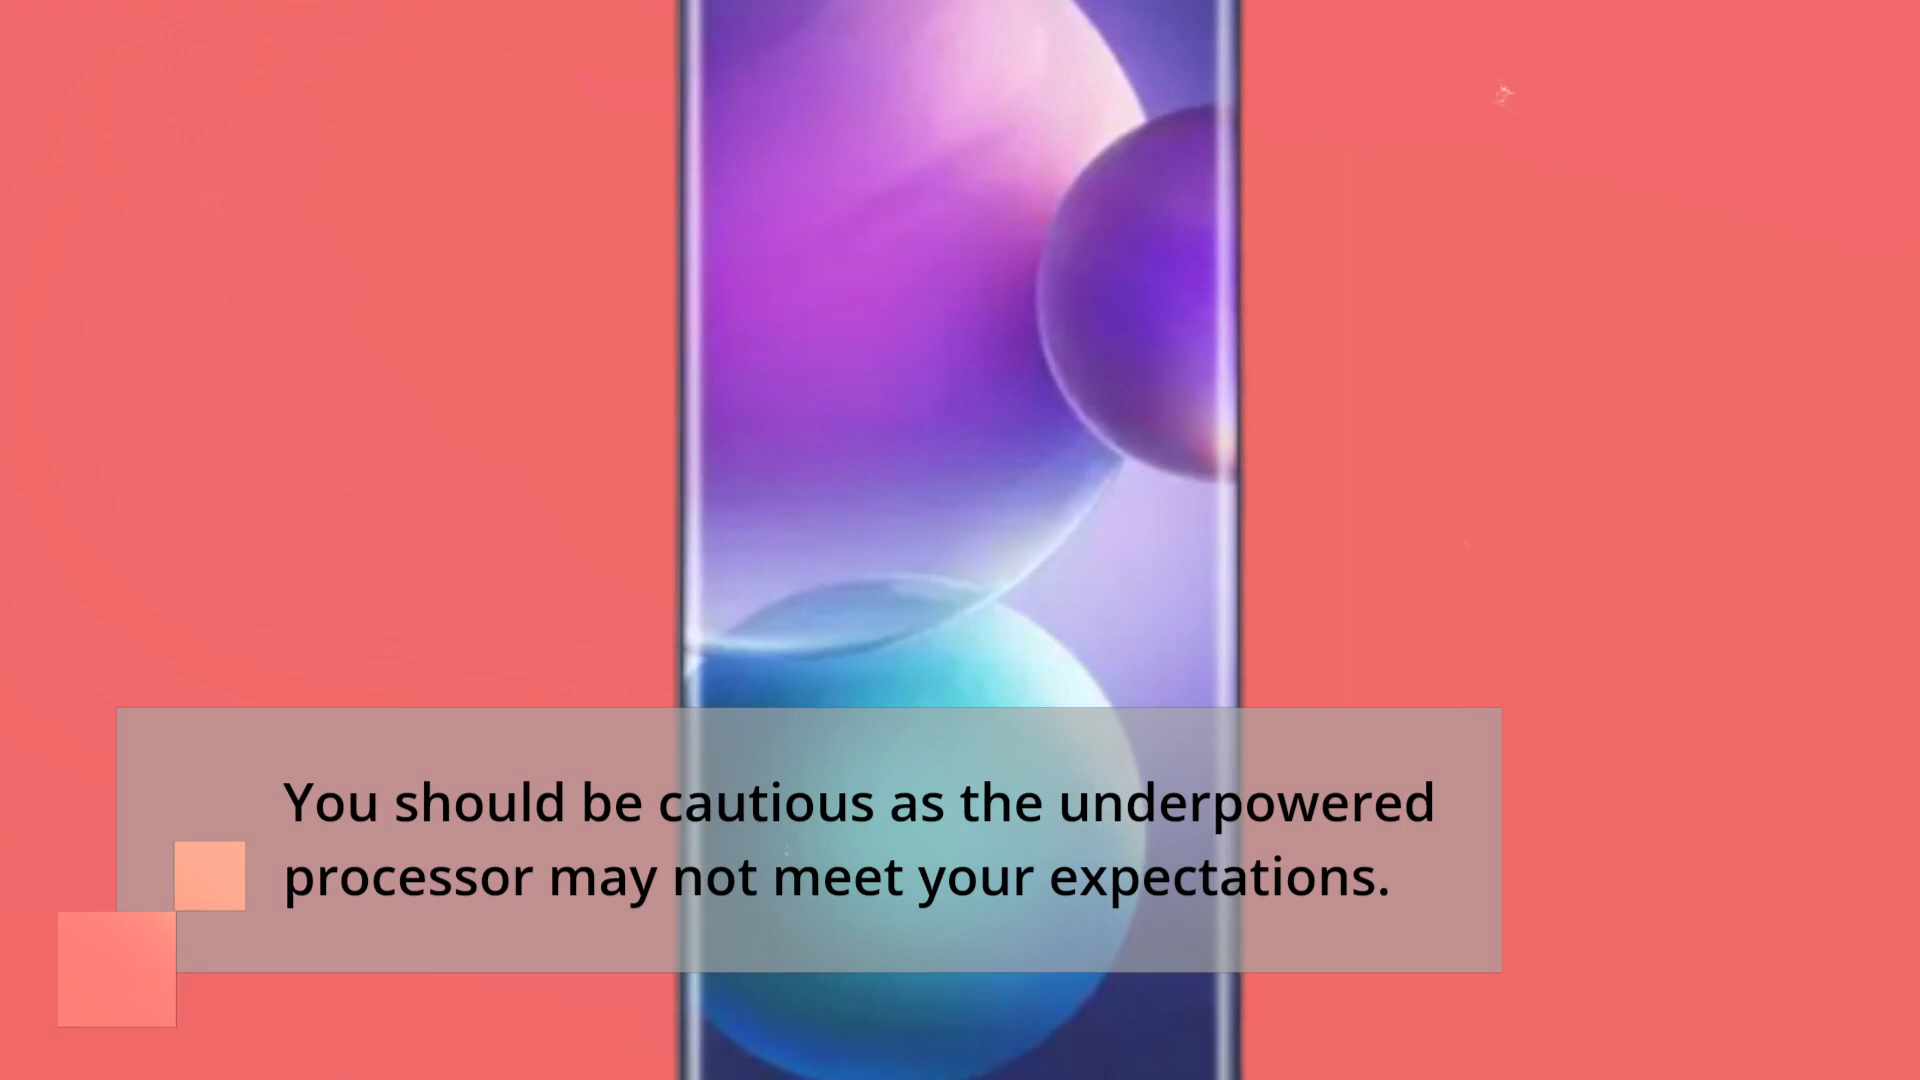 You should be cautious as the underpowered
processor may not meet your expectations.